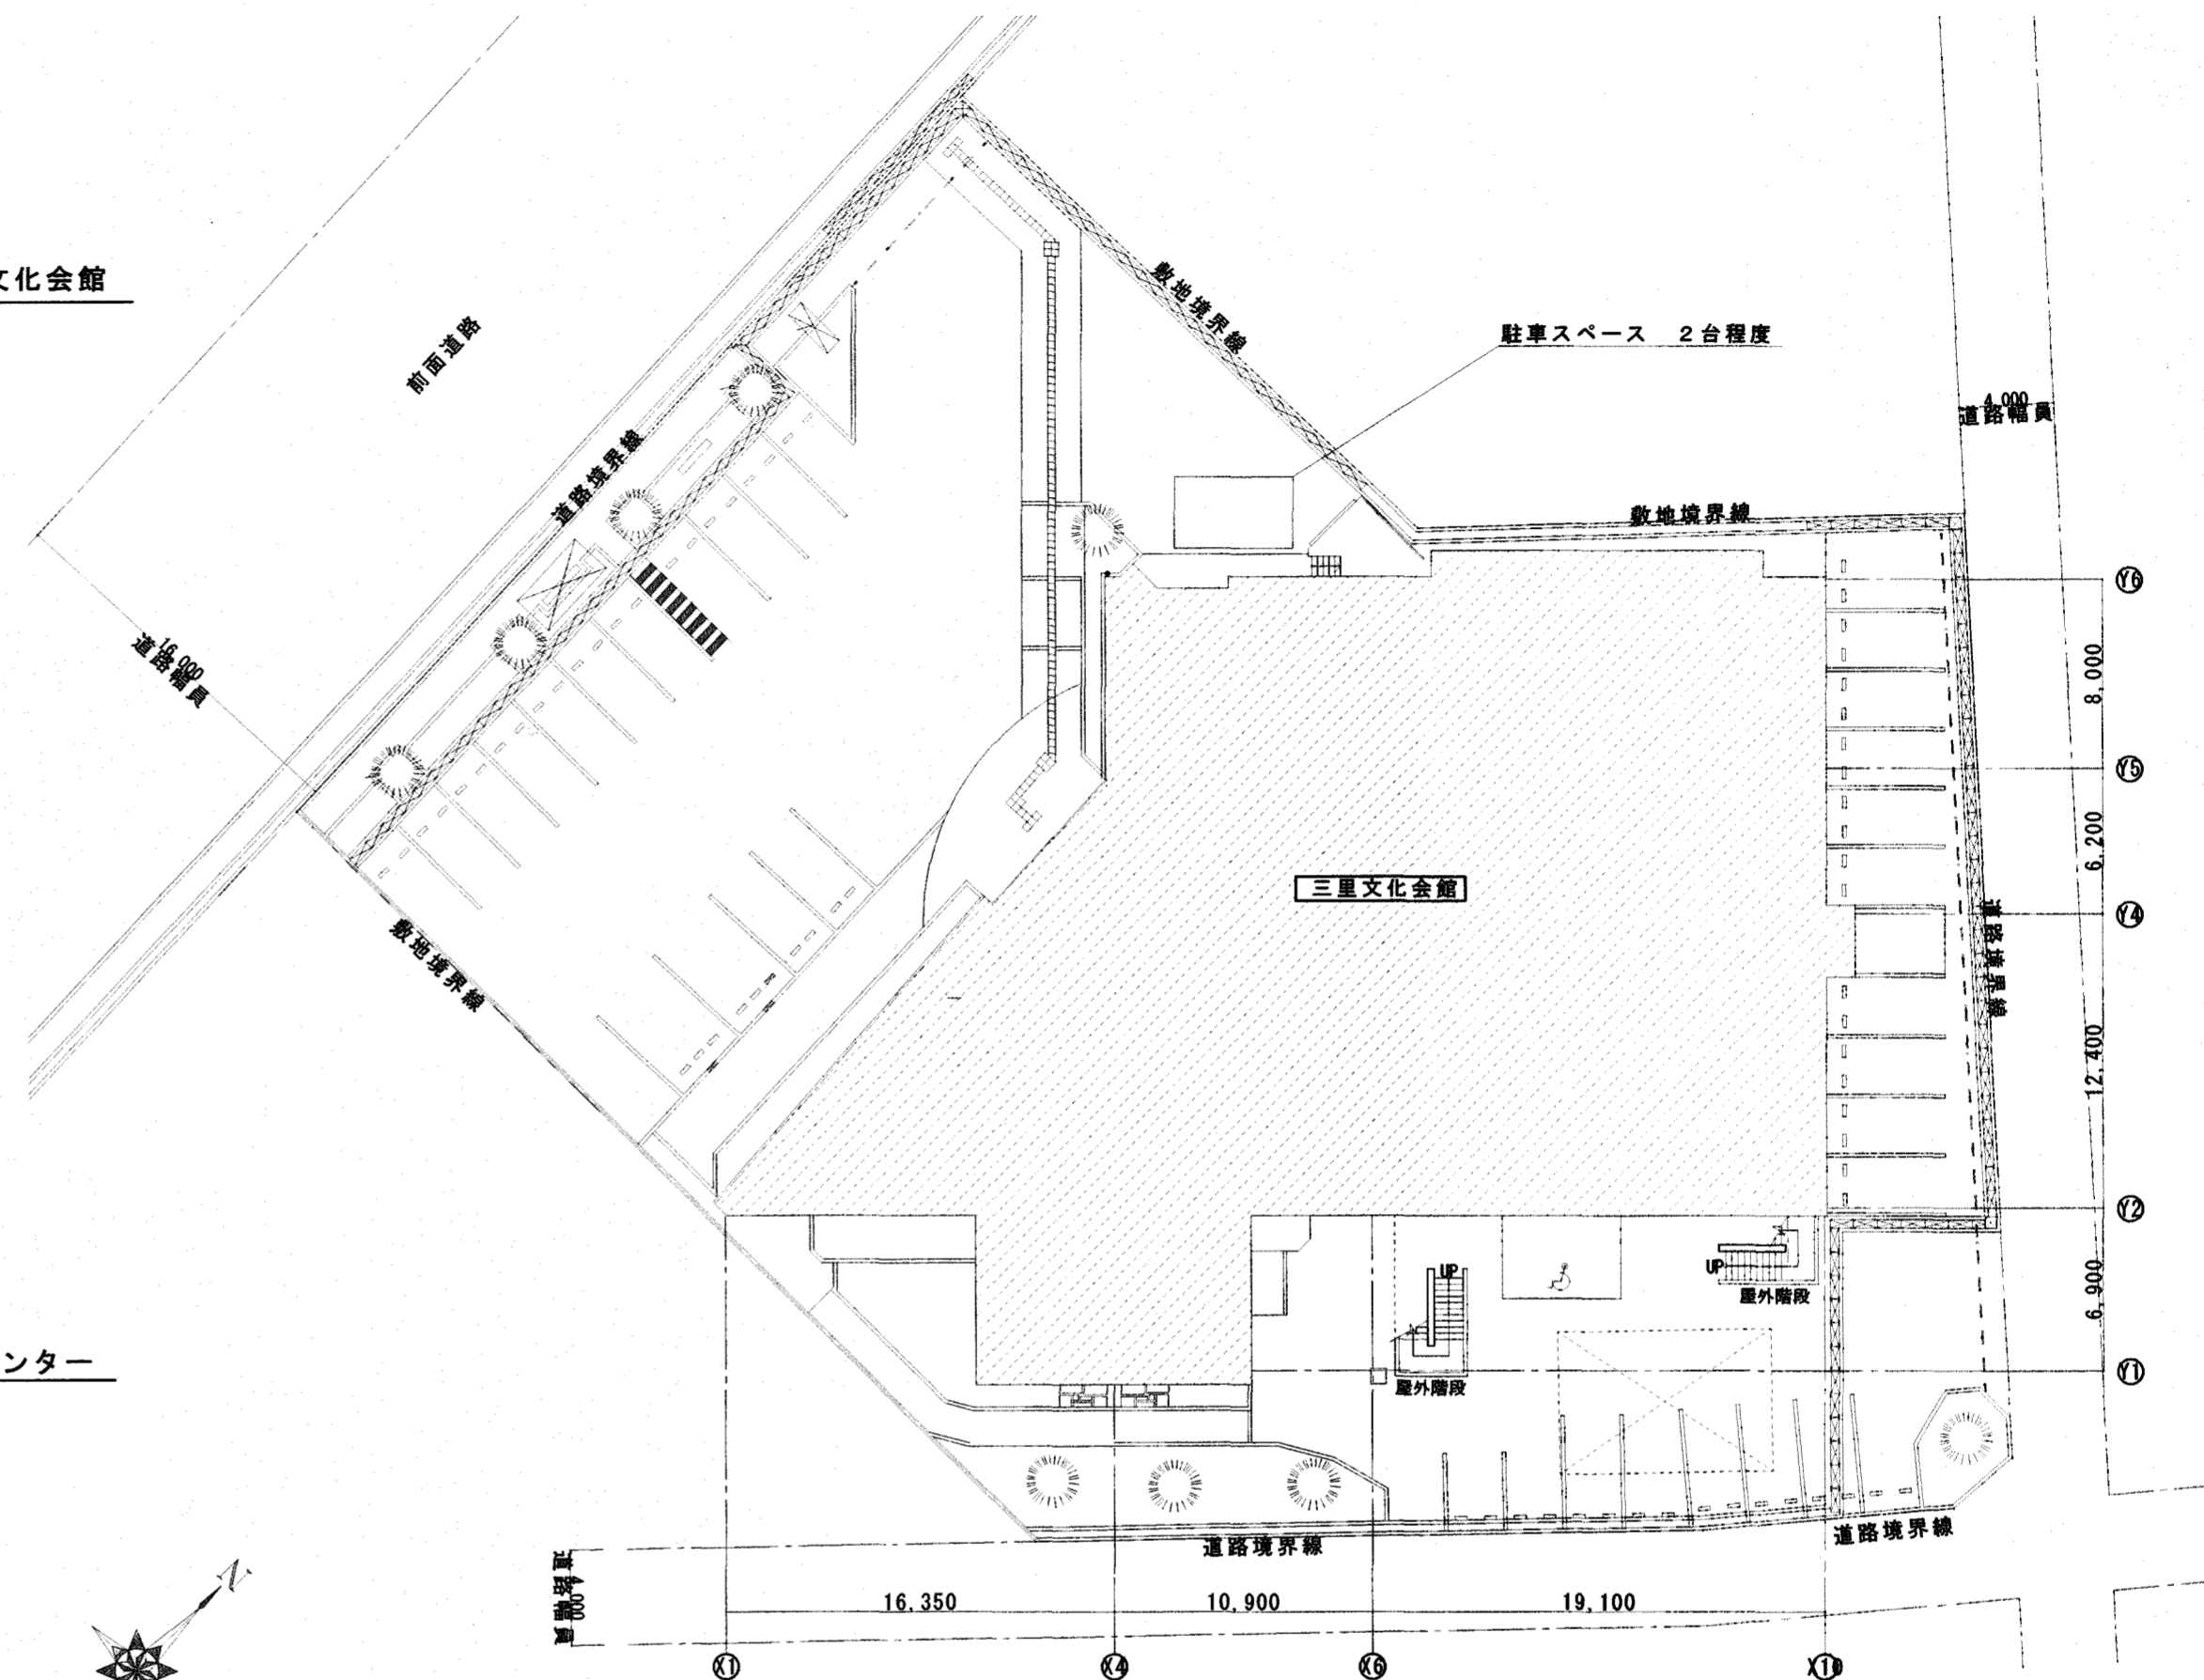 文化会館
前面道路
敷地境界線
駐車スペース　２台程度
4,000
道路幅員
道路境界線
敷地境界線
Y6
16,000
道路幅員
8,000
Y5
6,200
三里文化会館
Y4
道路境界線
敷地境界線
12,400
Y2
UP
UP
屋外階段
6,900
ンター
Y1
屋外階段
道路境界線
道路境界線
道路幅員
4,000
16,350
10,900
19,100
N
X1
X4
X6
X10